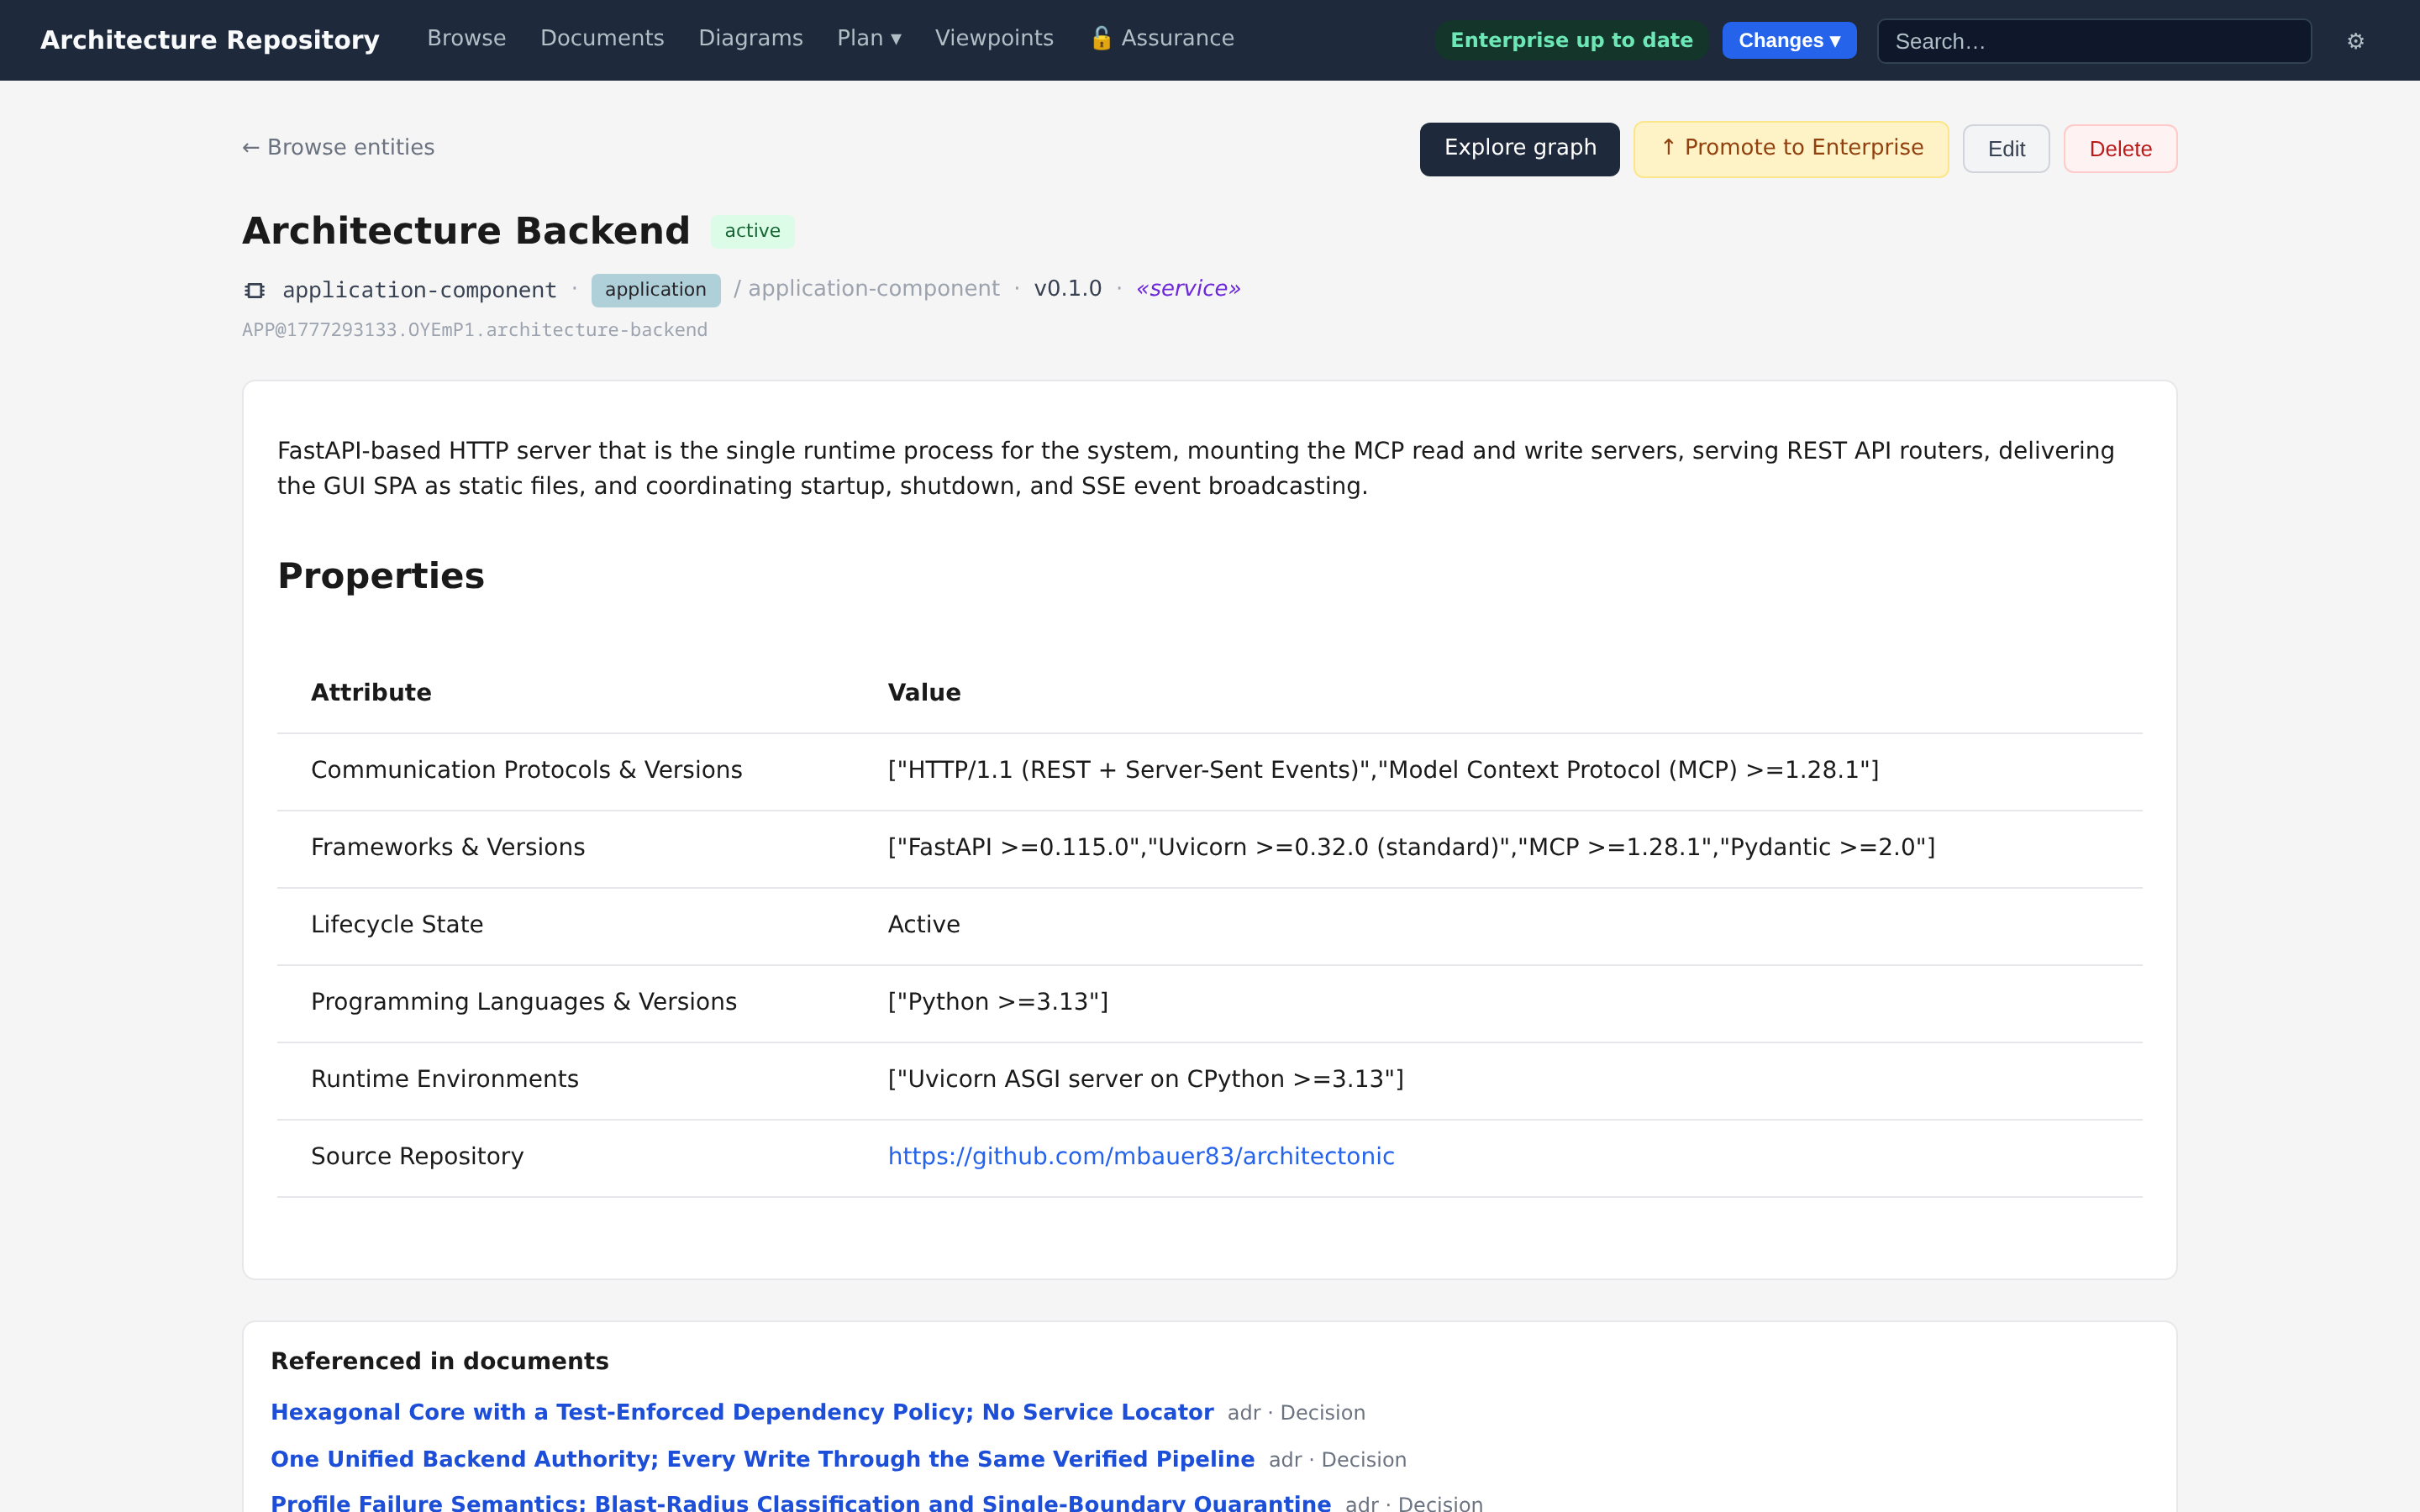 Architecture Repository Browse Documents Diagrams Plan ▾ Viewpoints 🔓 Assurance Enterprise up to date Changes ▾ Search… ⚙
← Browse entities Explore graph ↑ Promote to Enterprise Edit Delete
Architecture Backend active
application-component · application / application-component · v0.1.0 · «service»
APP@1777293133.OYEmP1.architecture-backend
FastAPI-based HTTP server that is the single runtime process for the system, mounting the MCP read and write servers, serving REST API routers, delivering
the GUI SPA as static files, and coordinating startup, shutdown, and SSE event broadcasting.
Properties
Attribute Value
Communication Protocols & Versions ["HTTP/1.1 (REST + Server-Sent Events)","Model Context Protocol (MCP) >=1.28.1"]
Frameworks & Versions ["FastAPI >=0.115.0","Uvicorn >=0.32.0 (standard)","MCP >=1.28.1","Pydantic >=2.0"]
Lifecycle State Active
Programming Languages & Versions ["Python >=3.13"]
Runtime Environments ["Uvicorn ASGI server on CPython >=3.13"]
Source Repository https://github.com/mbauer83/architectonic
Referenced in documents
Hexagonal Core with a Test-Enforced Dependency Policy; No Service Locator adr · Decision
One Unified Backend Authority; Every Write Through the Same Verified Pipeline adr · Decision
Profile Failure Semantics: Blast-Radius Classification and Single-Boundary Quarantine adr · Decision